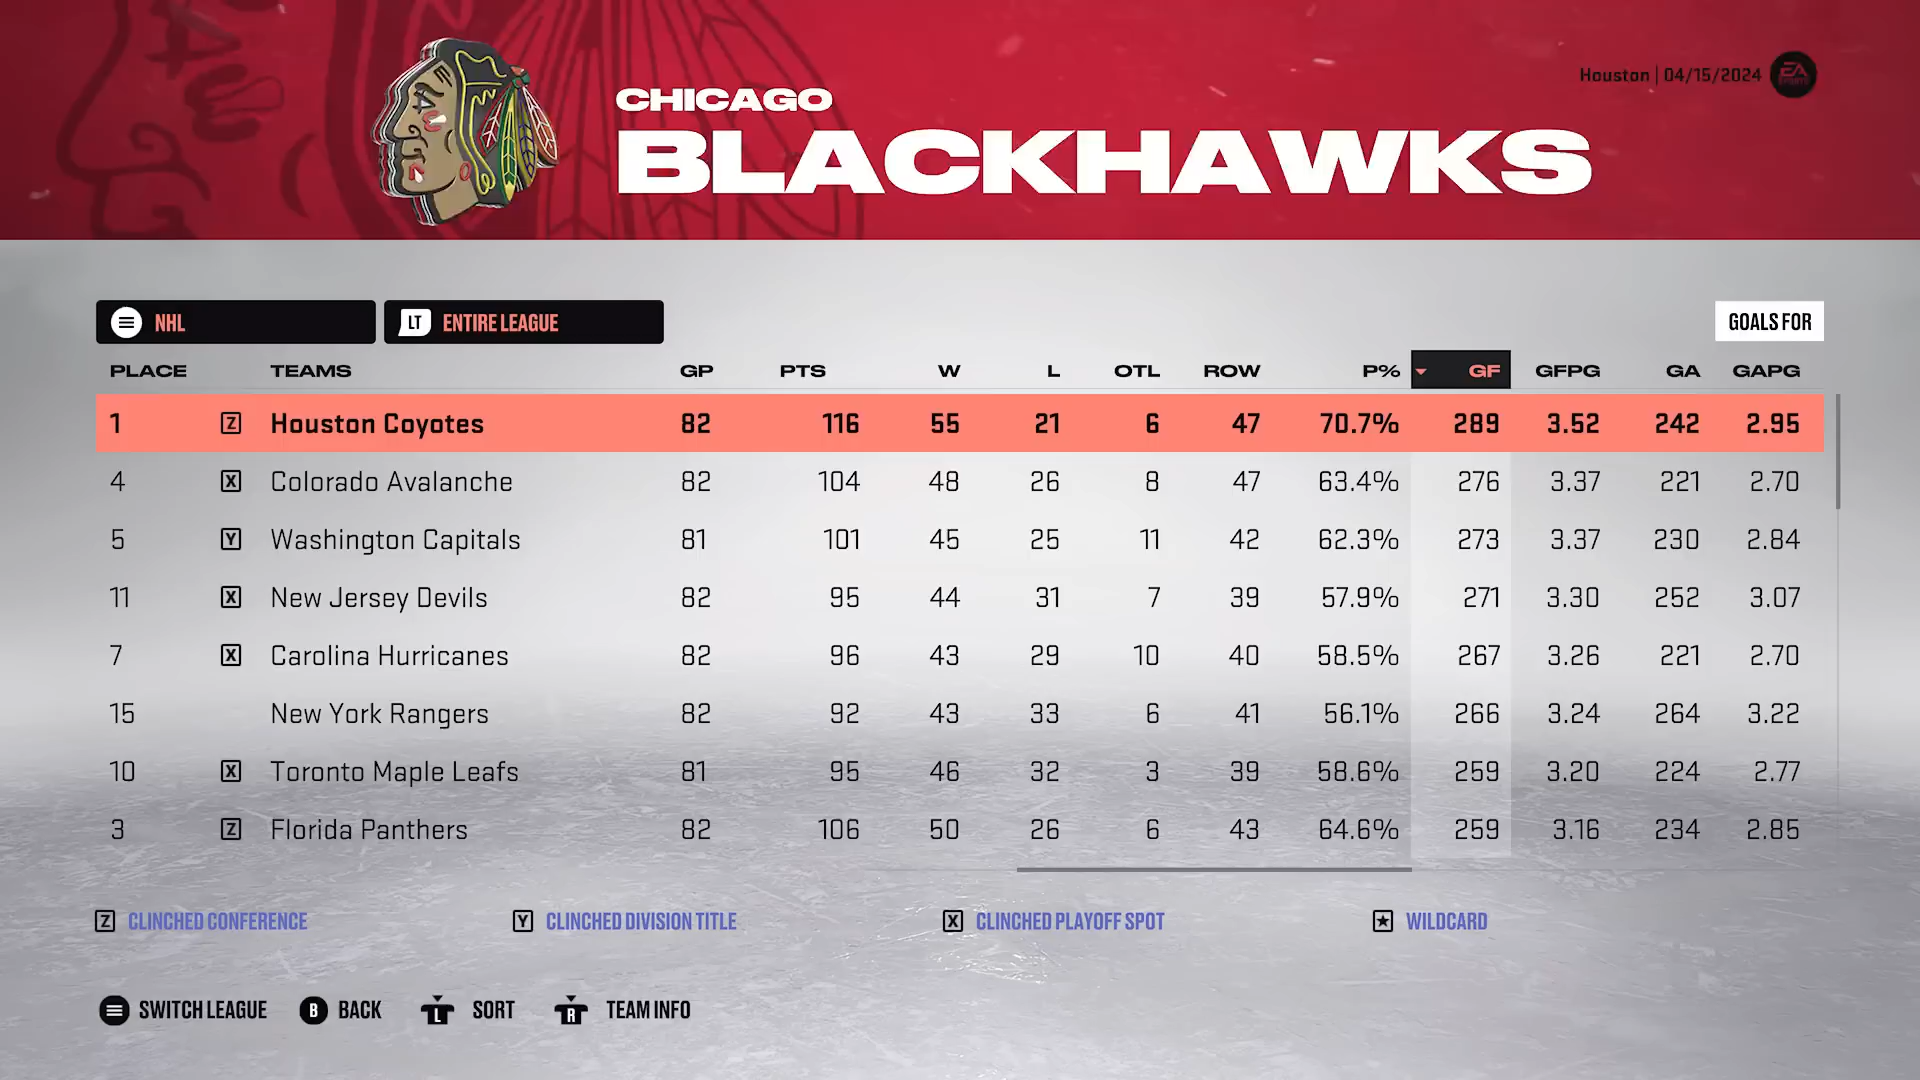 Houston | 04/15/2024
CHICAGO
BLACKHAWKS
NHL
LT ENTIRE LEAGUE
GOALS FOR
PLACE TEAMS GP PTS W L OTL ROW P% GF GFPG GA GAPG
1 Z Houston Coyotes 82 116 55 21 6 47 70.7% 289 3.52 242 2.95
4 X Colorado Avalanche 82 104 48 26 8 47 63.4% 276 3.37 221 2.70
5 Y Washington Capitals 81 101 45 25 11 42 62.3% 273 3.37 230 2.84
11 X New Jersey Devils 82 95 44 31 7 39 57.9% 271 3.30 252 3.07
7 X Carolina Hurricanes 82 96 43 29 10 40 58.5% 267 3.26 221 2.70
15 New York Rangers 82 92 43 33 6 41 56.1% 266 3.24 264 3.22
10 X Toronto Maple Leafs 81 95 46 32 3 39 58.6% 259 3.20 224 2.77
3 Z Florida Panthers 82 106 50 26 6 43 64.6% 259 3.16 234 2.85
Z CLINCHED CONFERENCE Y CLINCHED DIVISION TITLE X CLINCHED PLAYOFF SPOT ★ WILDCARD
SWITCH LEAGUE B BACK L SORT R TEAM INFO